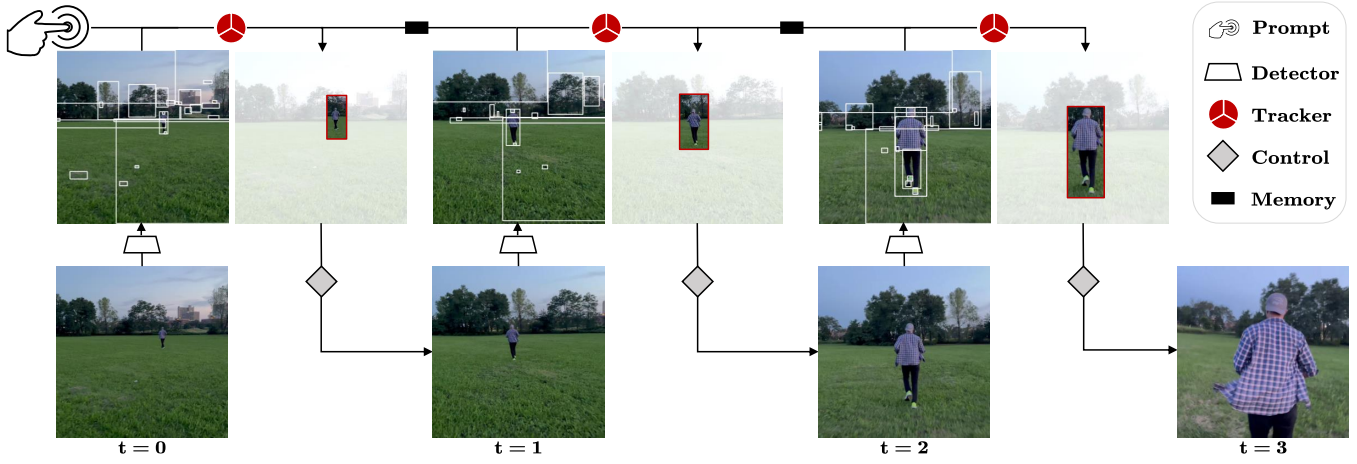 Prompt
Detector
Tracker
Control
Memory
t = 0
t = 1
t = 2
t = 3